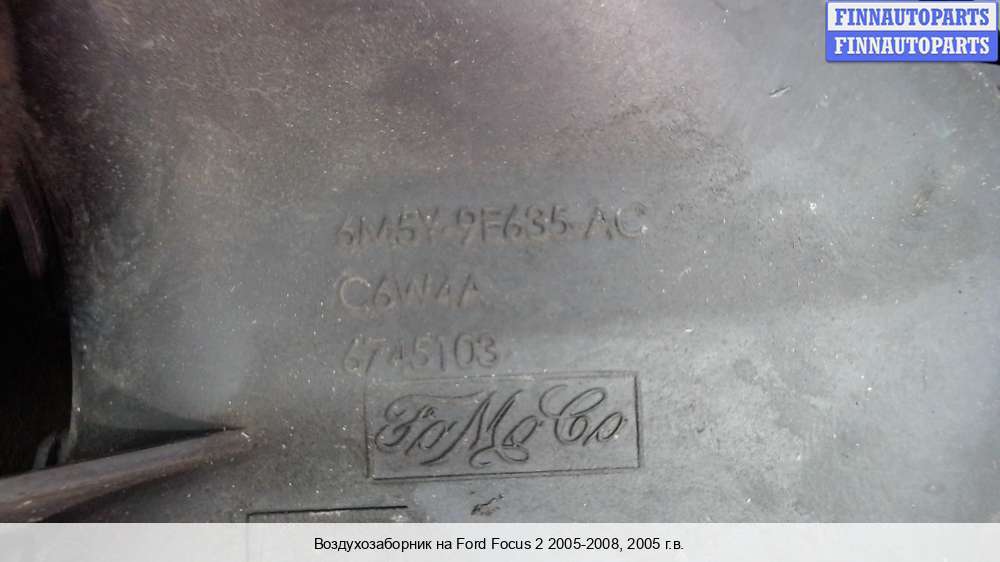 FINNAUTOPARTS
FINNAUTOPARTS
6M5Y-9F635-AC
C6W4A
6745103
FoMoCo
Воздухозаборник на Ford Focus 2 2005-2008, 2005 г.в.